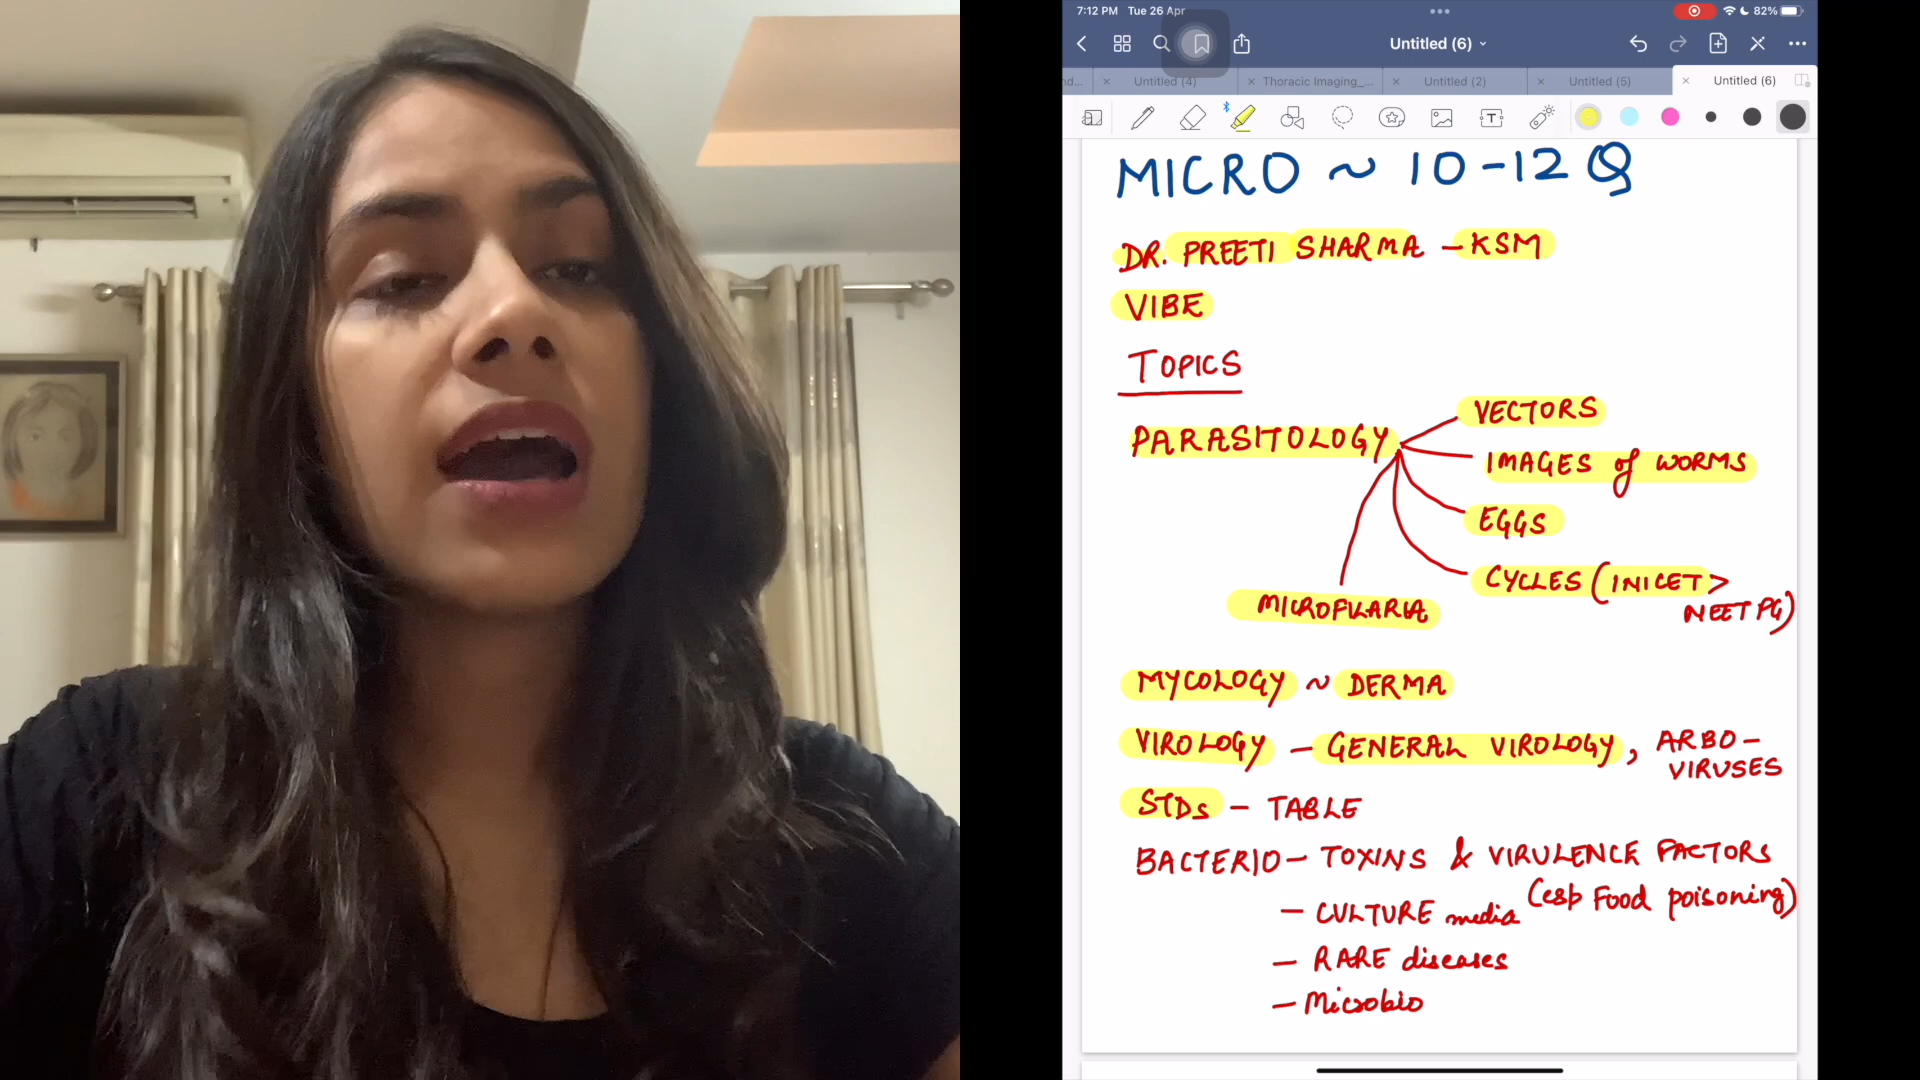 7:12 PM Tue 26 Apr
82%
Untitled (6)
nd...
Untitled (4)
Thoracic Imaging_...
Untitled (2)
Untitled (5)
Untitled (6)
MICRO ~ 10-12 Q
DR. PREETI SHARMA - KSM
VIBE
TOPICS
PARASITOLOGY
VECTORS
IMAGES of WORMS
EGGS
CYCLES (INICET >
NEET PG)
MICROFILARIA
MYCOLOGY ~ DERMA
VIROLOGY - GENERAL VIROLOGY, ARBO-
VIRUSES
STDs - TABLE
BACTERIO - TOXINS & VIRULENCE FACTORS
(esp Food poisoning)
- CULTURE media
- RARE diseases
- Microbio